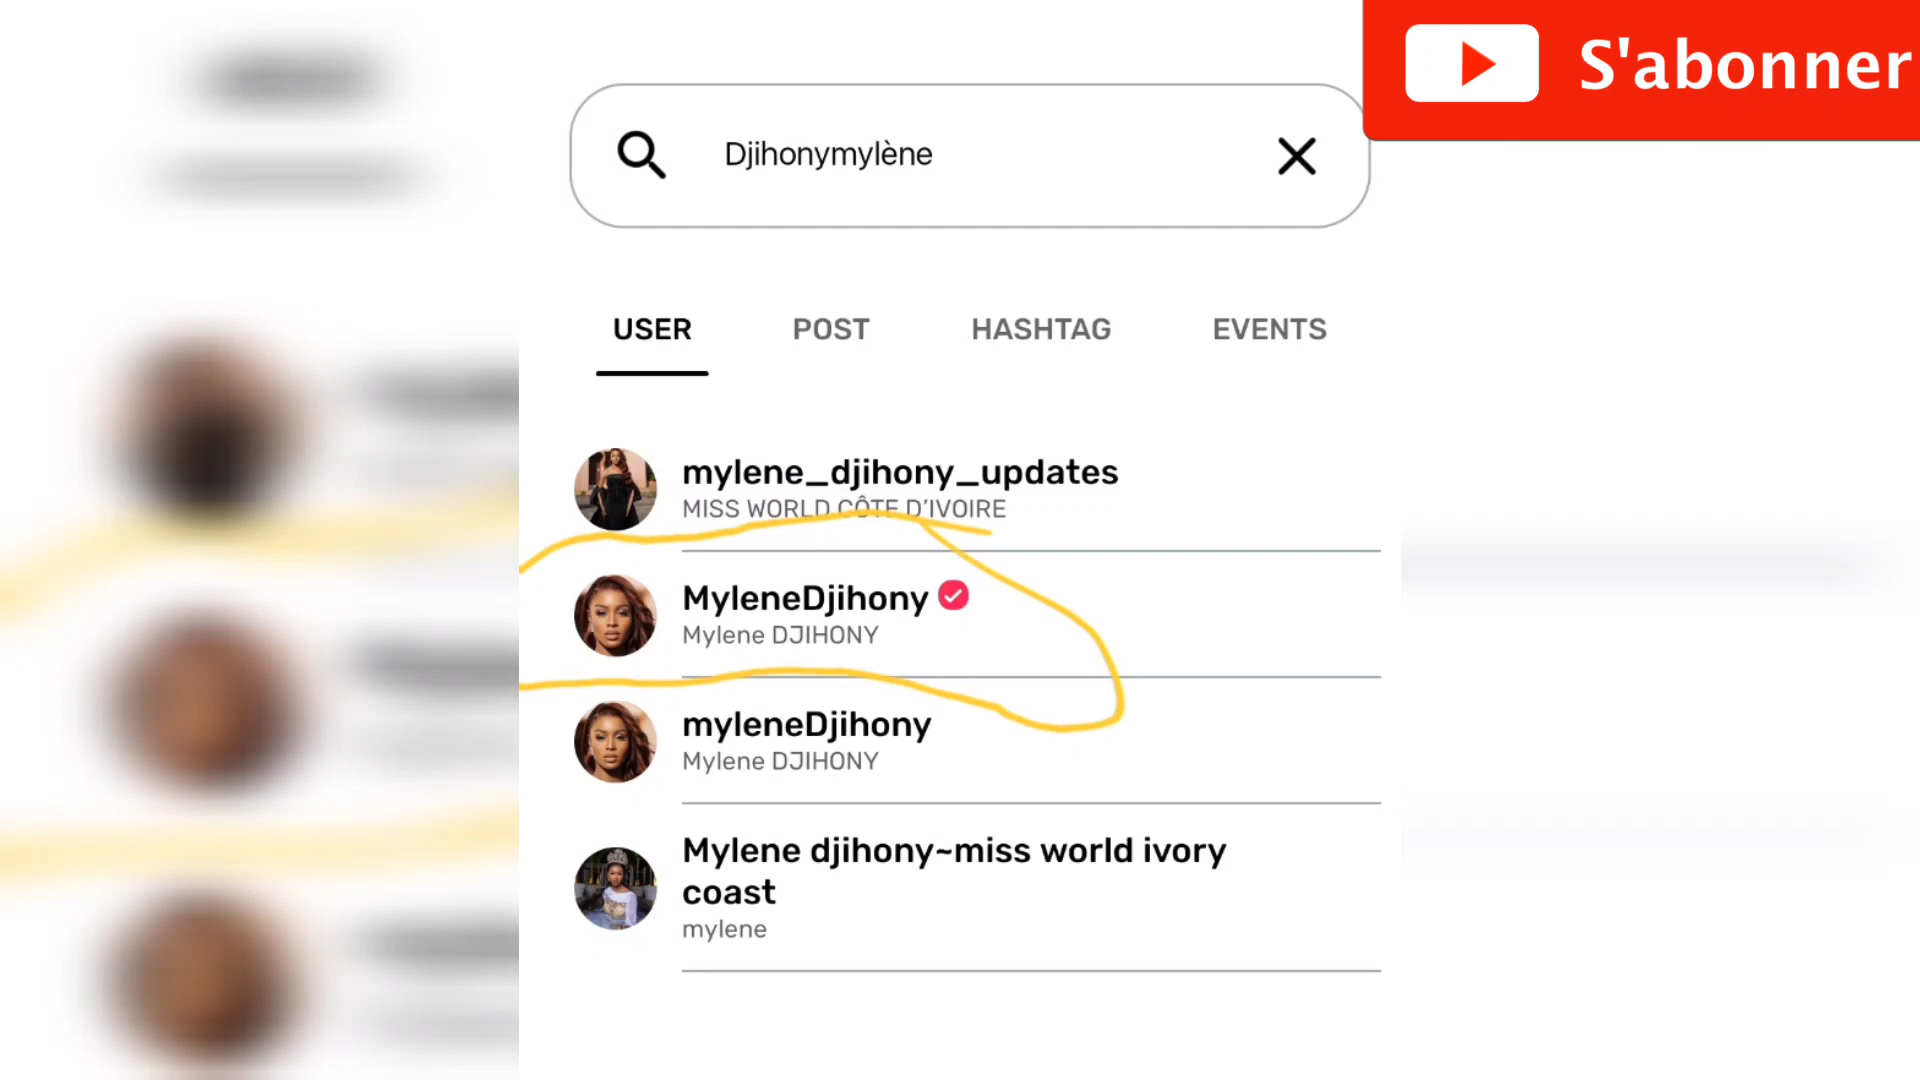 S'abonner
Djihonymylène
USER POST HASHTAG EVENTS
mylene_djihony_updates
MISS WORLD CÔTE D’IVOIRE
MyleneDjihony
Mylene DJIHONY
myleneDjihony
Mylene DJIHONY
Mylene djihony~miss world ivory
coast
mylene